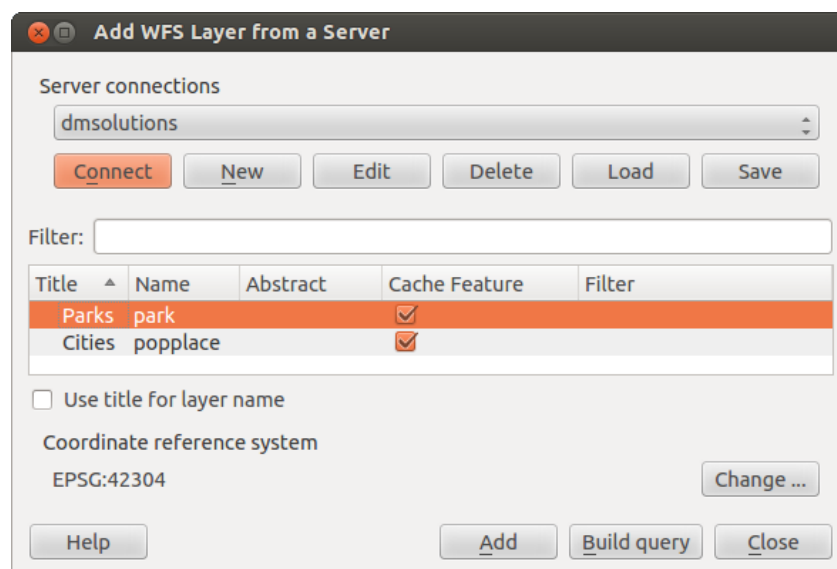 Add WFS Layer from a Server
Server connections
dmsolutions
Connect New Edit Delete Load Save
Filter:
Title Name Abstract Cache Feature Filter
Parks park
Cities popplace
Use title for layer name
Coordinate reference system
EPSG:42304 Change ...
Help Add Build query Close